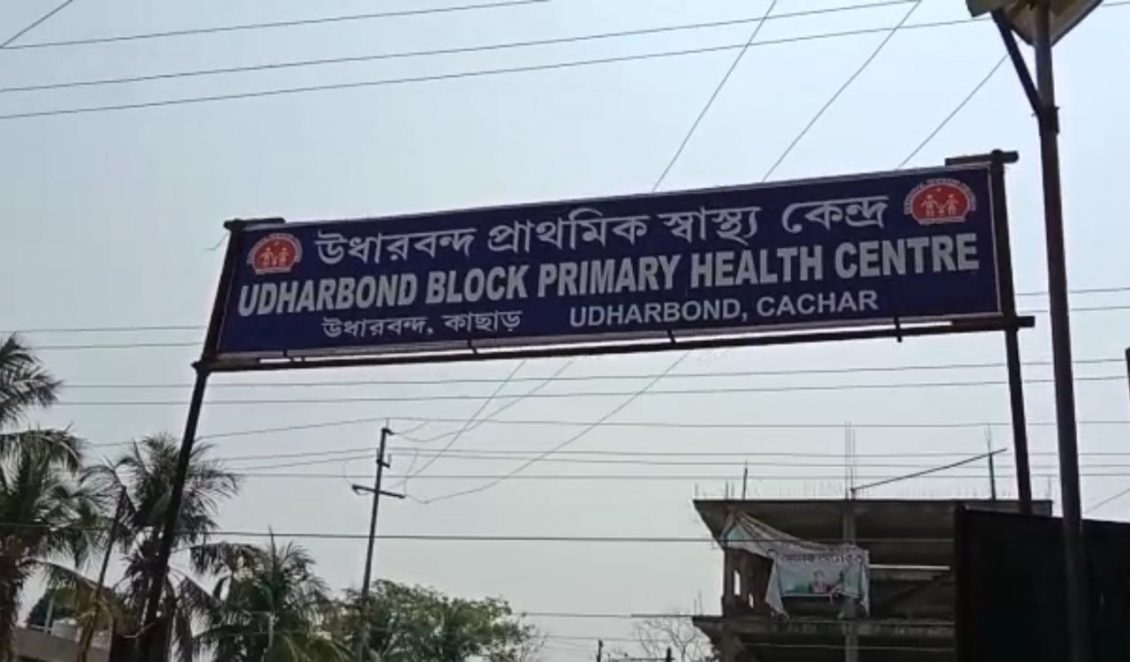 উধারবন্দ প্রাথমিক স্বাস্থ্য কেন্দ্র
UDHARBOND BLOCK PRIMARY HEALTH CENTRE
উধারবন্দ, কাছাড় UDHARBOND, CACHAR